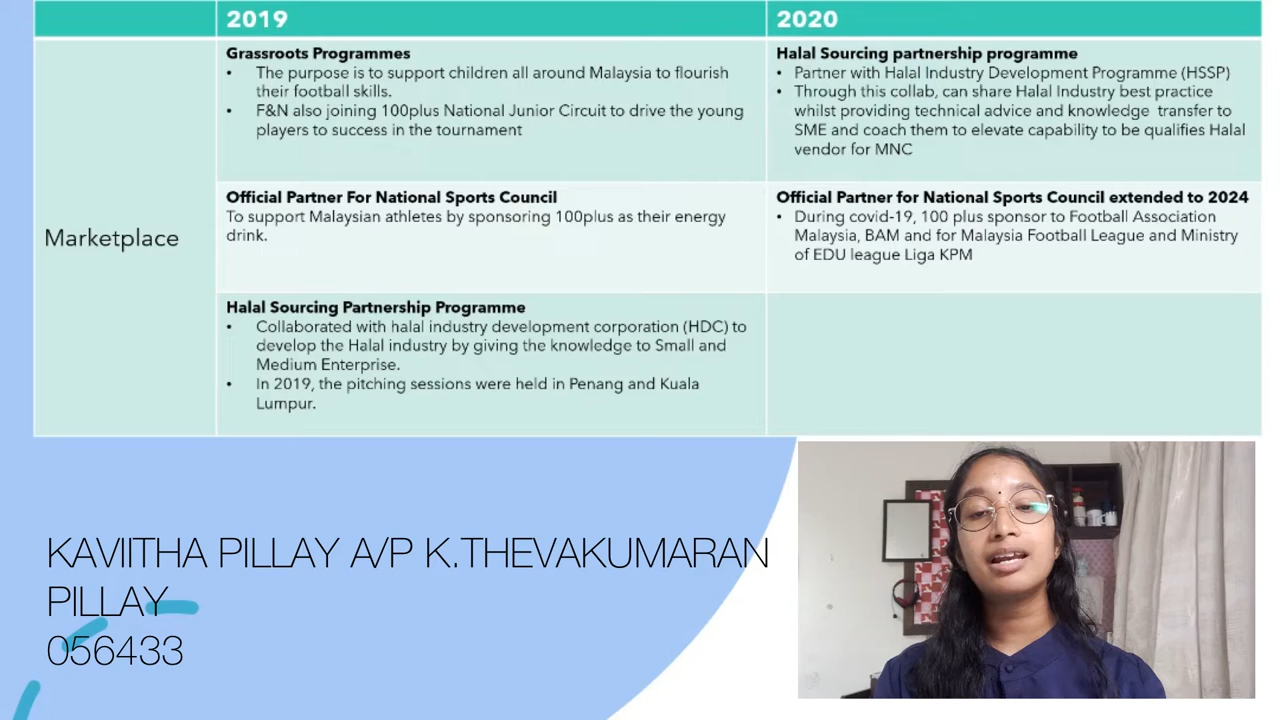 2019
2020
Marketplace
Grassroots Programmes
• The purpose is to support children all around Malaysia to flourish
their football skills.
• F&N also joining 100plus National Junior Circuit to drive the young
players to success in the tournament
Halal Sourcing partnership programme
• Partner with Halal Industry Development Programme (HSSP)
• Through this collab, can share Halal Industry best practice
whilst providing technical advice and knowledge transfer to
SME and coach them to elevate capability to be qualifies Halal
vendor for MNC
Official Partner For National Sports Council
To support Malaysian athletes by sponsoring 100plus as their energy
drink.
Official Partner for National Sports Council extended to 2024
• During covid-19, 100 plus sponsor to Football Association
Malaysia, BAM and for Malaysia Football League and Ministry
of EDU league Liga KPM
Halal Sourcing Partnership Programme
• Collaborated with halal industry development corporation (HDC) to
develop the Halal industry by giving the knowledge to Small and
Medium Enterprise.
• In 2019, the pitching sessions were held in Penang and Kuala
Lumpur.
KAVIITHA PILLAY A/P K.THEVAKUMARAN
PILLAY
056433